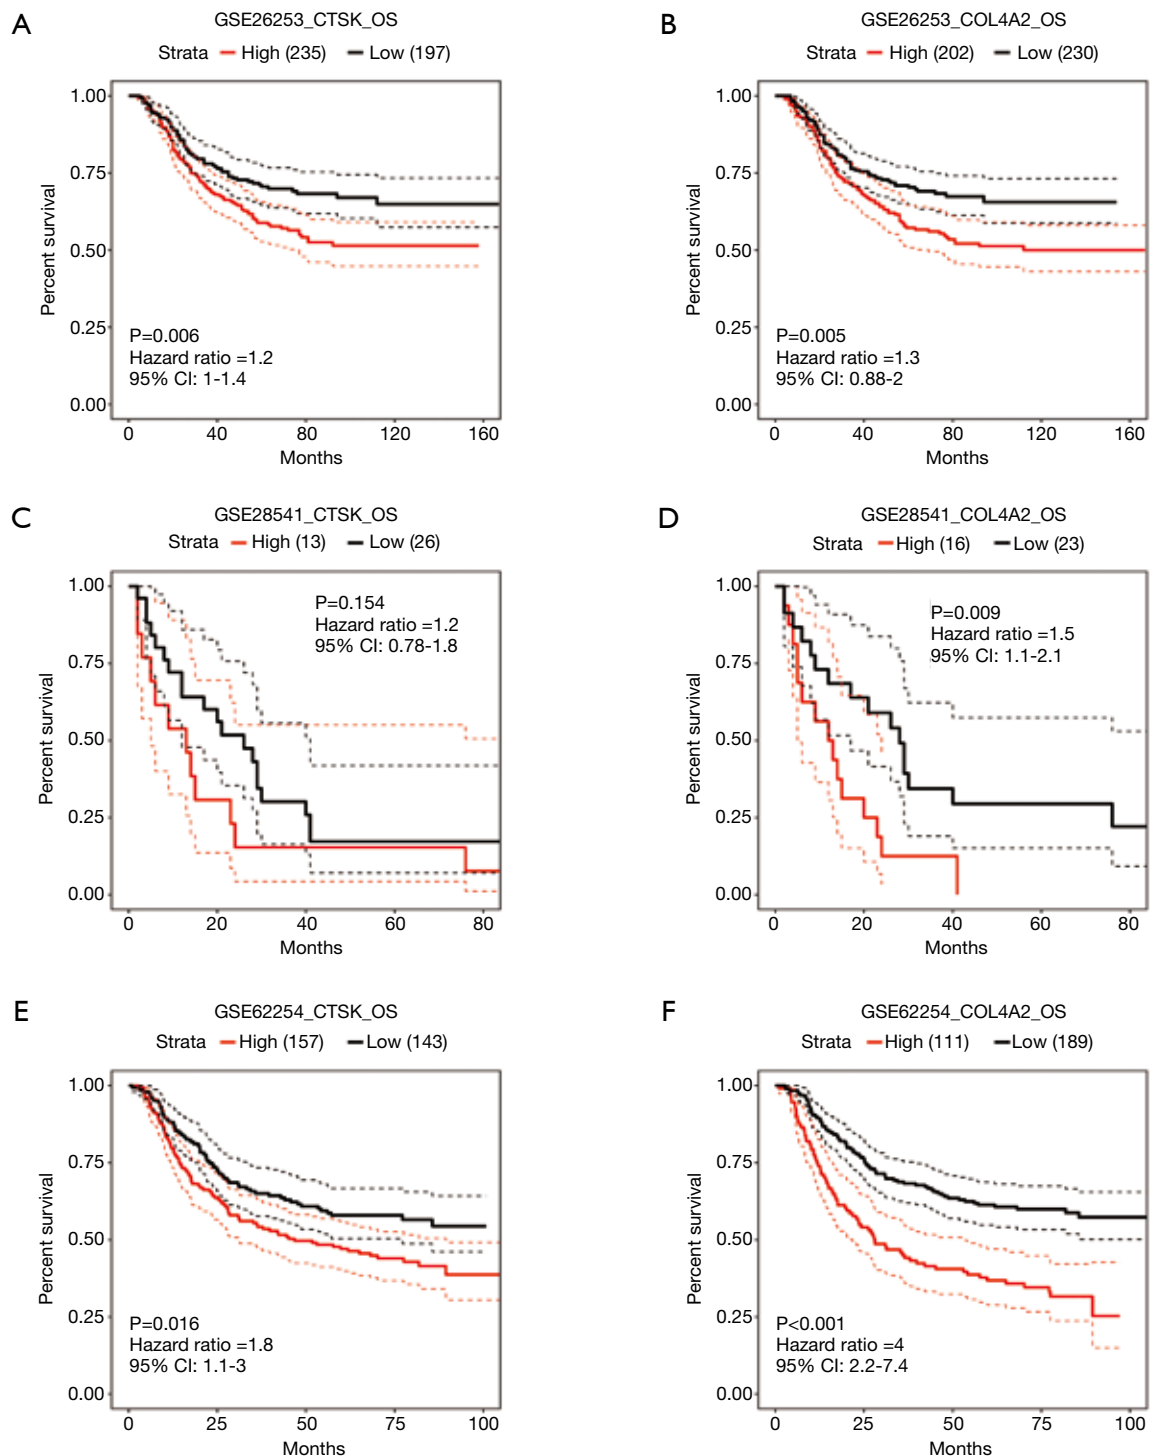 A
GSE26253_CTSK_OS
Strata High (235) Low (197)
1.00
0.75
0.50
0.25
0.00
Percent survival
P=0.006
Hazard ratio =1.2
95% CI: 1-1.4
0 40 80 120 160
Months
B
GSE26253_COL4A2_OS
Strata High (202) Low (230)
1.00
0.75
0.50
0.25
0.00
Percent survival
P=0.005
Hazard ratio =1.3
95% CI: 0.88-2
0 40 80 120 160
Months
C
GSE28541_CTSK_OS
Strata High (13) Low (26)
1.00
0.75
0.50
0.25
0.00
Percent survival
P=0.154
Hazard ratio =1.2
95% CI: 0.78-1.8
0 20 40 60 80
Months
D
GSE28541_COL4A2_OS
Strata High (16) Low (23)
1.00
0.75
0.50
0.25
0.00
Percent survival
P=0.009
Hazard ratio =1.5
95% CI: 1.1-2.1
0 20 40 60 80
Months
E
GSE62254_CTSK_OS
Strata High (157) Low (143)
1.00
0.75
0.50
0.25
0.00
Percent survival
P=0.016
Hazard ratio =1.8
95% CI: 1.1-3
0 25 50 75 100
Months
F
GSE62254_COL4A2_OS
Strata High (111) Low (189)
1.00
0.75
0.50
0.25
0.00
Percent survival
P<0.001
Hazard ratio =4
95% CI: 2.2-7.4
0 25 50 75 100
Months